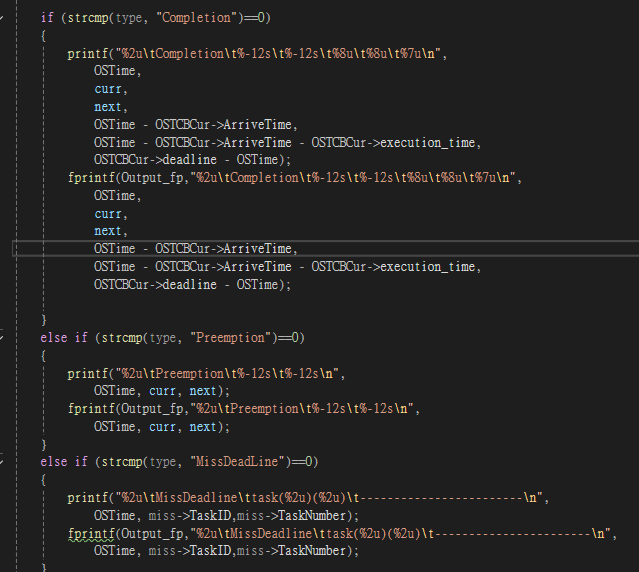 if (strcmp(type, "Completion")==0)
{
printf("%2u\tCompletion\t%-12s\t%-12s\t%8u\t%8u\t%7u\n",
OSTime,
curr,
next,
OSTime - OSTCBCur->ArriveTime,
OSTime - OSTCBCur->ArriveTime - OSTCBCur->execution_time,
OSTCBCur->deadline - OSTime);
fprintf(Output_fp,"%2u\tCompletion\t%-12s\t%-12s\t%8u\t%8u\t%7u\n",
OSTime,
curr,
next,
OSTime - OSTCBCur->ArriveTime,
OSTime - OSTCBCur->ArriveTime - OSTCBCur->execution_time,
OSTCBCur->deadline - OSTime);
}
else if (strcmp(type, "Preemption")==0)
{
printf("%2u\tPreemption\t%-12s\t%-12s\n",
OSTime, curr, next);
fprintf(Output_fp,"%2u\tPreemption\t%-12s\t%-12s\n",
OSTime, curr, next);
}
else if (strcmp(type, "MissDeadLine")==0)
{
printf("%2u\tMissDeadline\ttask(%2u)(%2u)\t------------------------\n",
OSTime, miss->TaskID,miss->TaskNumber);
fprintf(Output_fp,"%2u\tMissDeadline\ttask(%2u)(%2u)\t-----------------------\n",
OSTime, miss->TaskID,miss->TaskNumber);
}